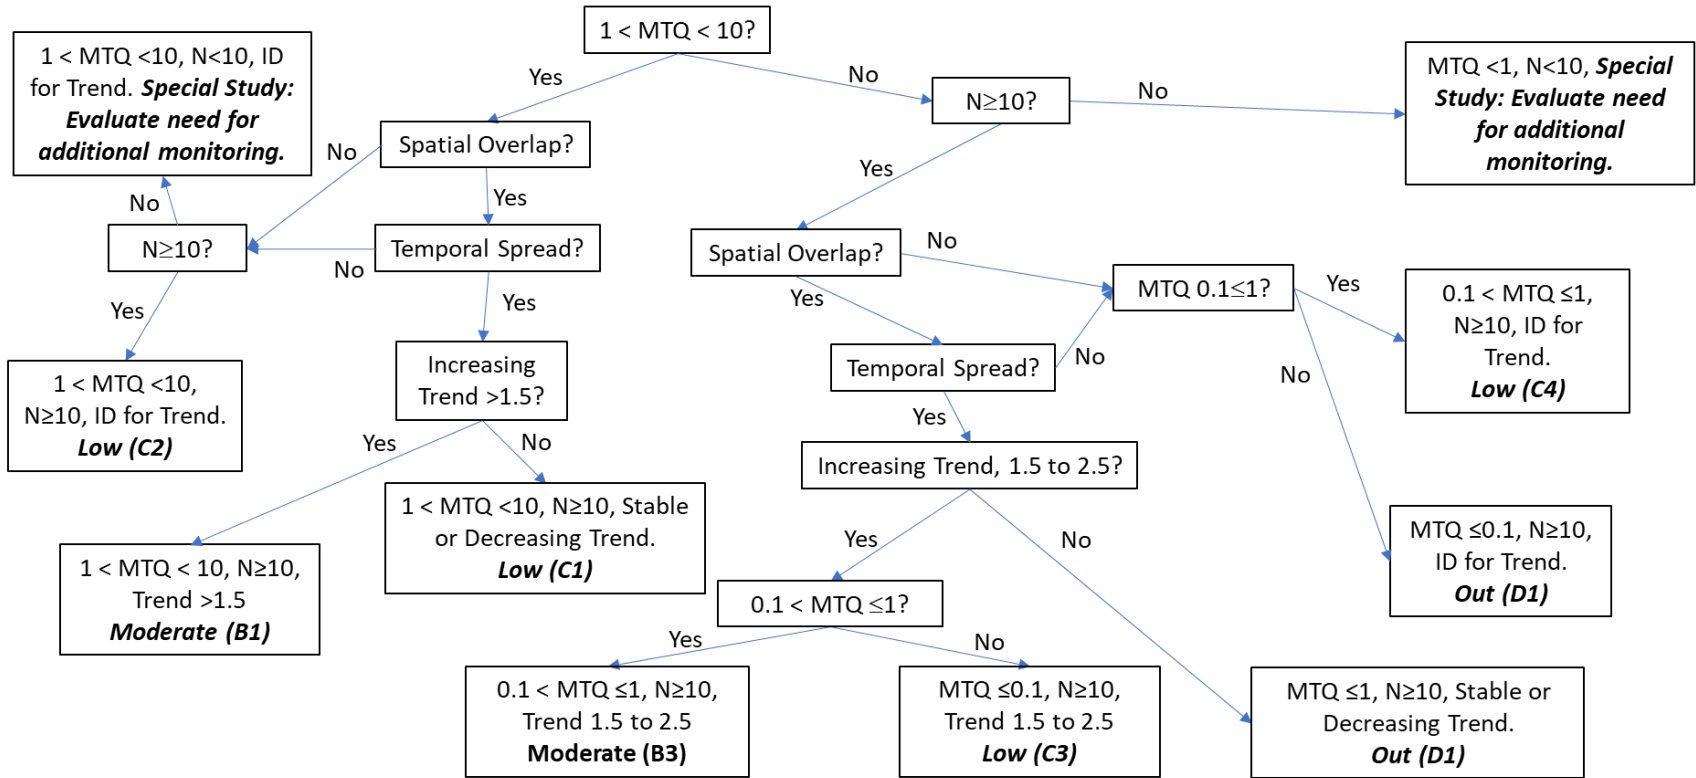 1 < MTQ < 10?
1 < MTQ <10, N<10, ID
for Trend. Special Study:
Evaluate need for
additional monitoring.
Yes
No
N≥10?
No
MTQ <1, N<10, Special
Study: Evaluate need
for additional
monitoring.
Spatial Overlap?
No
Yes
Yes
No
N≥10?
Temporal Spread?
No
Spatial Overlap?
No
MTQ 0.1≤1?
Yes
0.1 < MTQ ≤1,
N≥10, ID for
Trend.
Low (C4)
Yes
Yes
Yes
Temporal Spread?
No
No
1 < MTQ <10,
N≥10, ID for Trend.
Low (C2)
Increasing
Trend >1.5?
Yes
Yes
No
Increasing Trend, 1.5 to 2.5?
1 < MTQ <10, N≥10, Stable
or Decreasing Trend.
Low (C1)
Yes
No
MTQ ≤0.1, N≥10,
ID for Trend.
Out (D1)
1 < MTQ < 10, N≥10,
Trend >1.5
Moderate (B1)
0.1 < MTQ ≤1?
Yes
No
0.1 < MTQ ≤1, N≥10,
Trend 1.5 to 2.5
Moderate (B3)
MTQ ≤0.1, N≥10,
Trend 1.5 to 2.5
Low (C3)
MTQ ≤1, N≥10, Stable or
Decreasing Trend.
Out (D1)